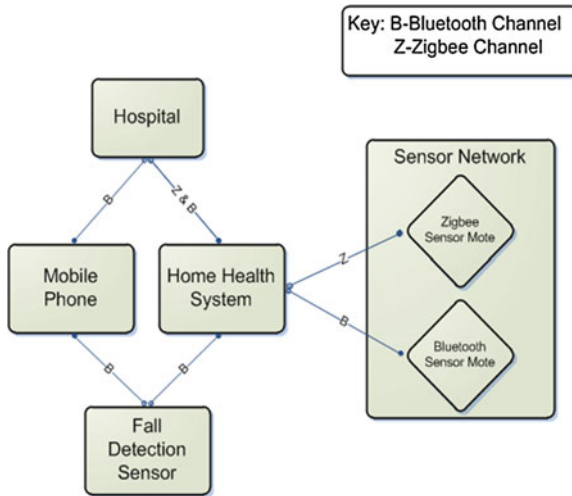 Key: B-Bluetooth Channel
Z-Zigbee Channel
Hospital
Sensor Network
B
Z & B
Zigbee
Sensor Mote
Mobile
Phone
Home Health
System
Z
B
Bluetooth
Sensor Mote
B
B
Fall
Detection
Sensor